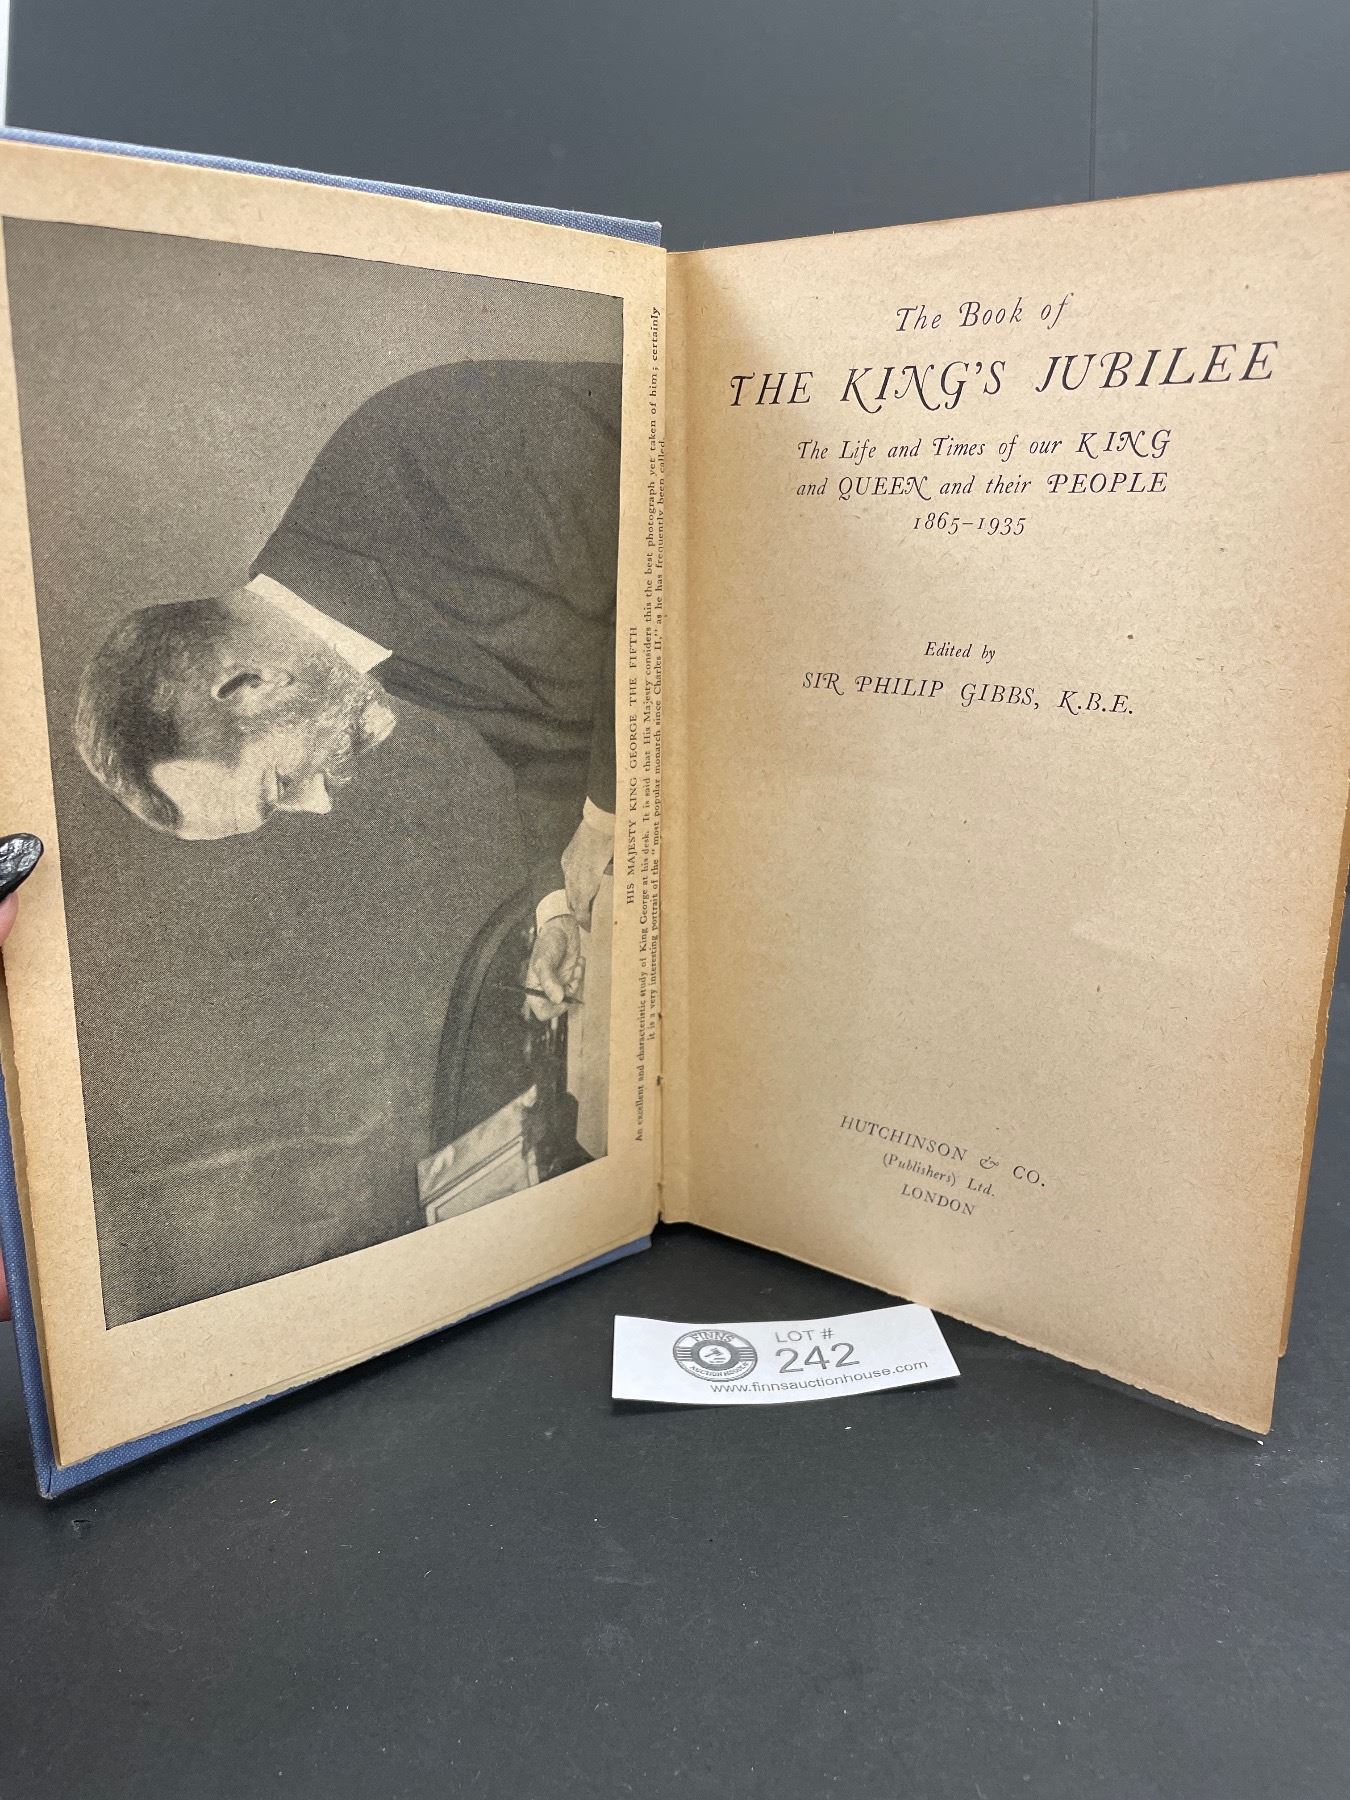 HIS MAJESTY KING GEORGE THE FIFTH
An excellent and characteristic study of King George at his desk. It is said that His Majesty considers this the best photograph yet taken of him; certainly
it is a very interesting portrait of the "most popular monarch since Charles II," as he has frequently been called.
The Book of
THE KING'S JUBILEE
The Life and Times of our KING
and QUEEN and their PEOPLE
1865–1935
Edited by
SIR PHILIP GIBBS, K.B.E.
HUTCHINSON & CO.
(Publishers) Ltd.
LONDON
FINNS
AUCTION HOUSE
LOT #
242
www.finnsauctionhouse.com